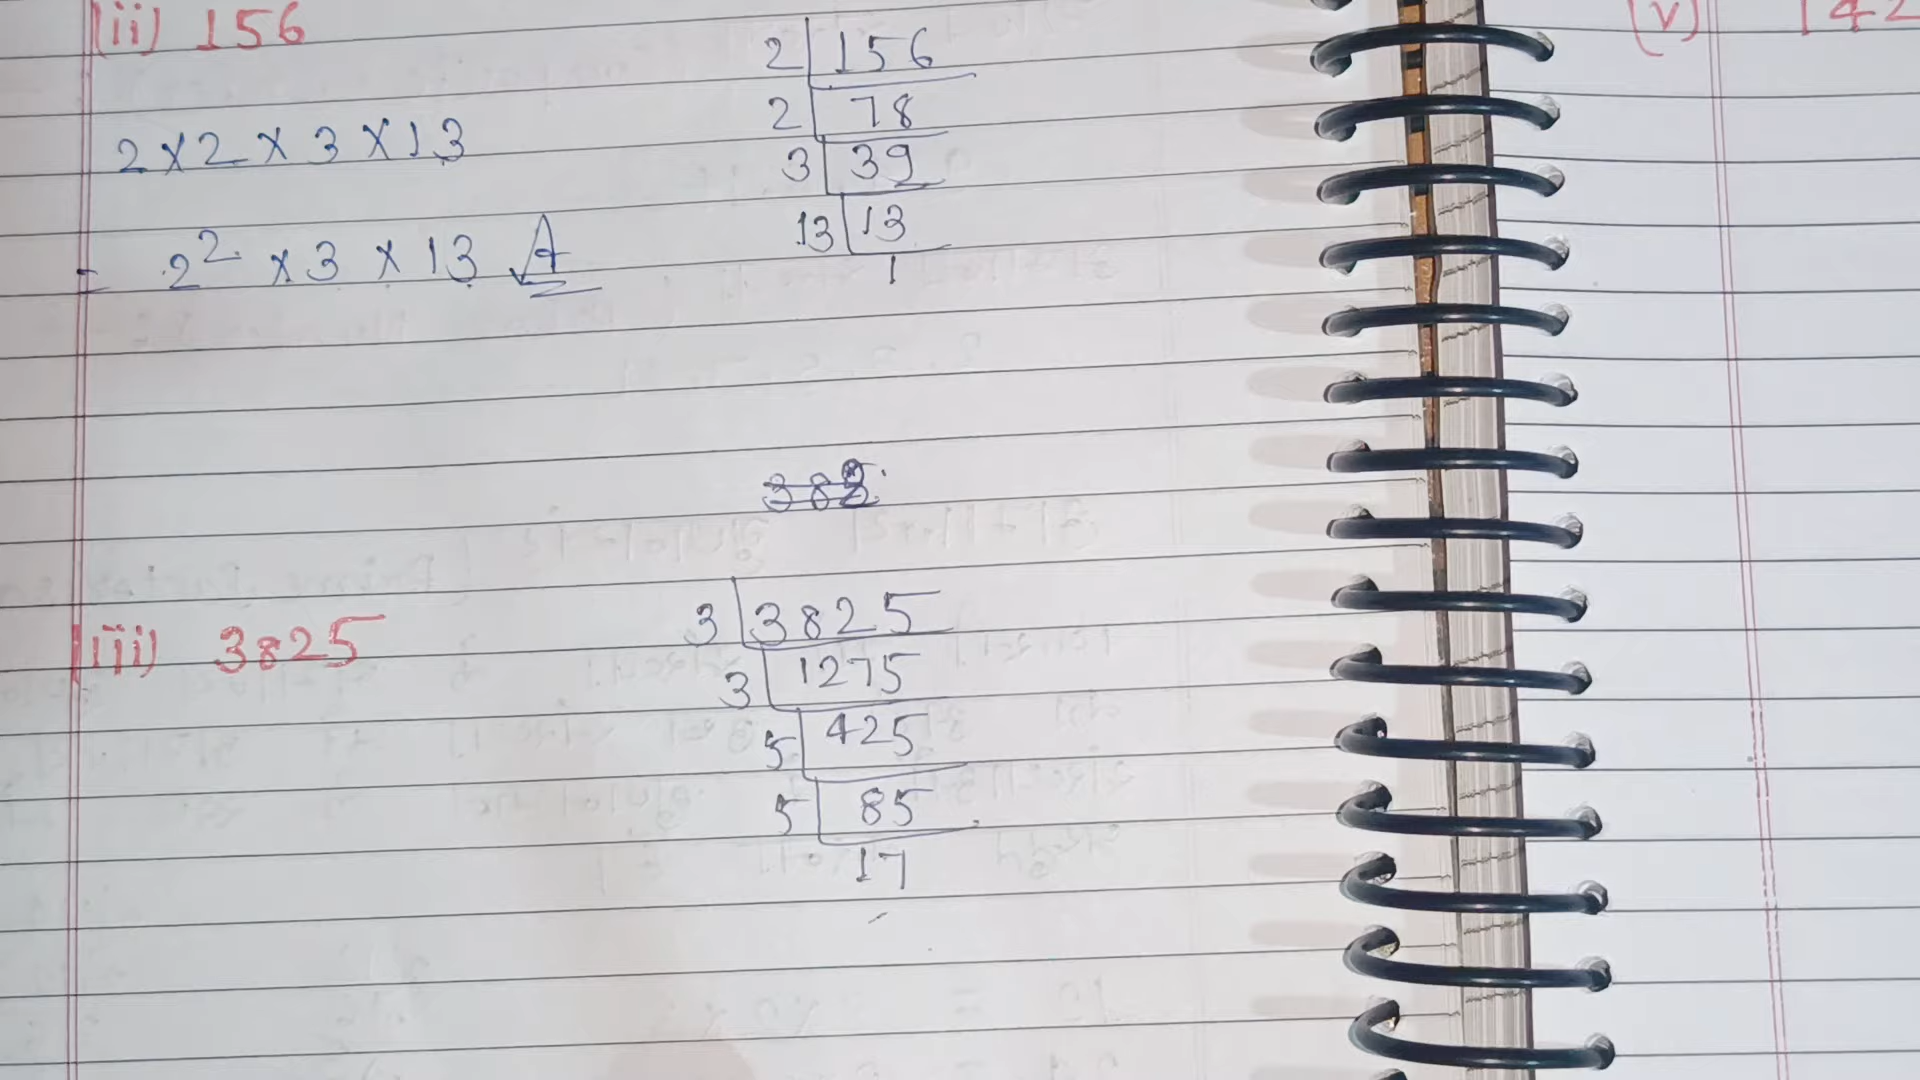 (ii) 156
2 | 156
2 | 78
3 | 39
13 | 13
1
2 × 2 × 3 × 13
= 2² × 3 × 13 A
(iii) 3825
3 | 3825
3 | 1275
5 | 425
5 | 85
17
(v) 142